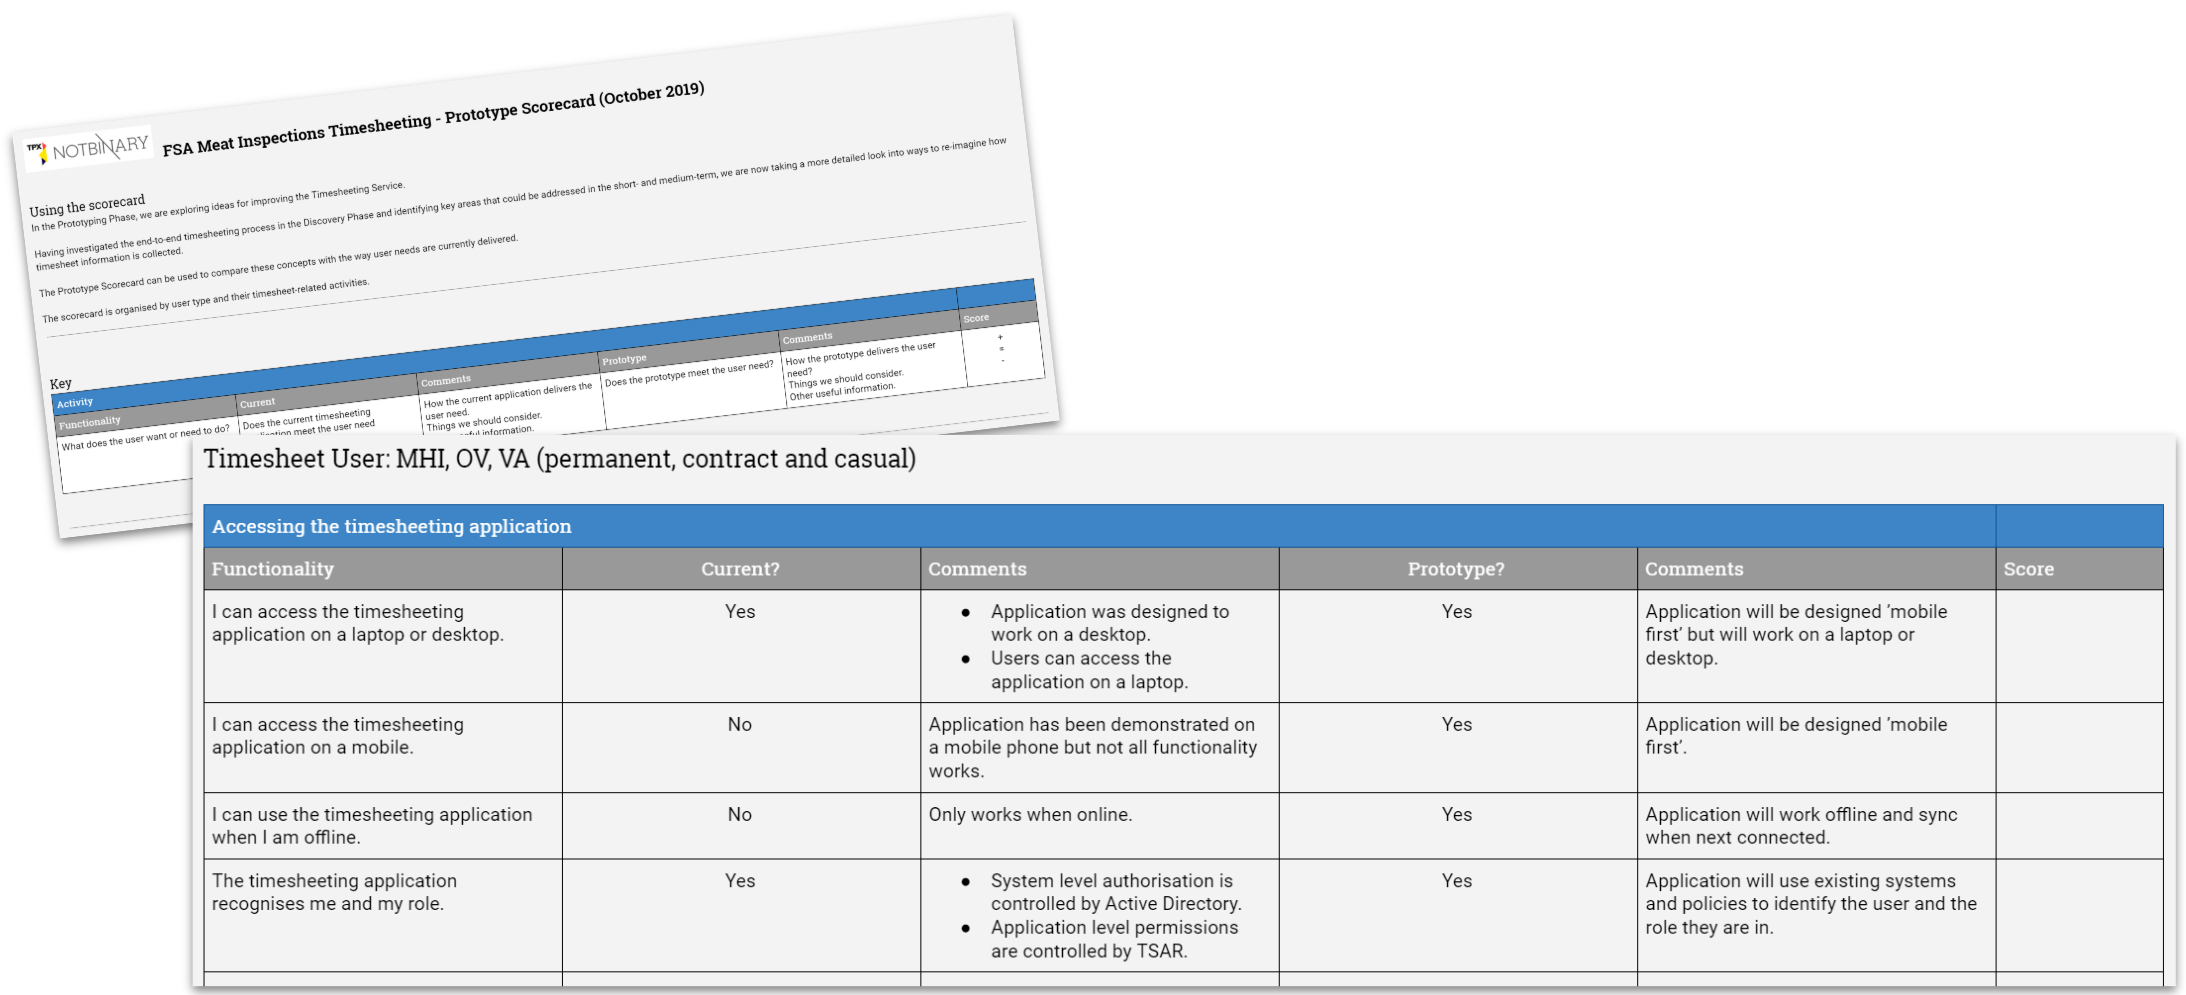 TPX NOTBINARY
FSA Meat Inspections Timesheeting - Prototype Scorecard (October 2019)
Using the scorecard
In the Prototyping Phase, we are exploring ideas for improving the Timesheeting Service.
Having investigated the end-to-end timesheeting process in the Discovery Phase and identifying key areas that could be addressed in the short- and medium-term, we are now taking a more detailed look into ways to re-imagine how
timesheet information is collected.
The Prototype Scorecard can be used to compare these concepts with the way user needs are currently delivered.
The scorecard is organised by user type and their timesheet-related activities.
Key
Activity
Functionality
Current
Comments
Prototype
Comments
Score
What does the user want or need to do?
Does the current timesheeting
meet the user need
How the current application delivers the
user need.
Things we should consider.
information.
Does the prototype meet the user need?
How the prototype delivers the user
need?
Things we should consider.
Other useful information.
+
=
-
Timesheet User: MHI, OV, VA (permanent, contract and casual)
Accessing the timesheeting application
Functionality
Current?
Comments
Prototype?
Comments
Score
I can access the timesheeting
application on a laptop or desktop.
Yes
● Application was designed to
work on a desktop.
● Users can access the
application on a laptop.
Yes
Application will be designed ‘mobile
first’ but will work on a laptop or
desktop.
I can access the timesheeting
application on a mobile.
No
Application has been demonstrated on
a mobile phone but not all functionality
works.
Yes
Application will be designed ‘mobile
first’.
I can use the timesheeting application
when I am offline.
No
Only works when online.
Yes
Application will work offline and sync
when next connected.
The timesheeting application
recognises me and my role.
Yes
● System level authorisation is
controlled by Active Directory.
● Application level permissions
are controlled by TSAR.
Yes
Application will use existing systems
and policies to identify the user and the
role they are in.